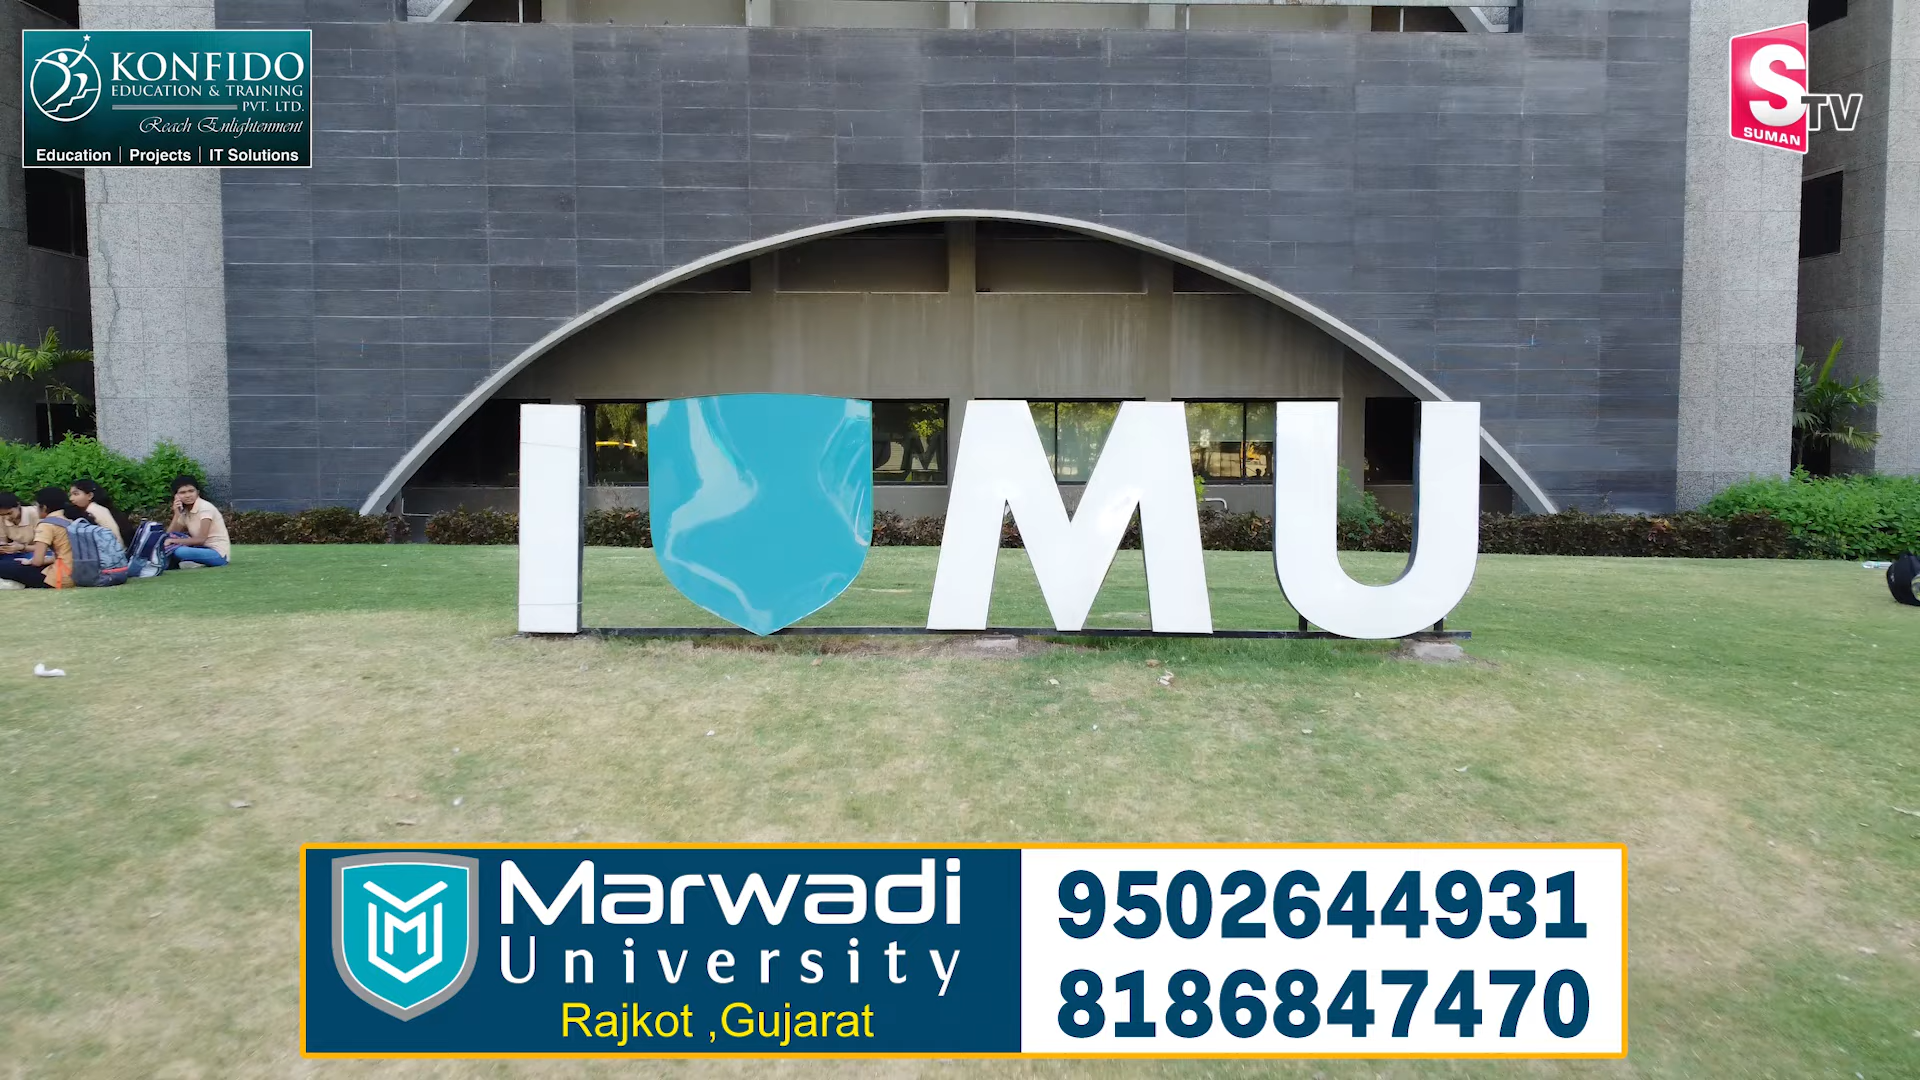 KONFIDO
EDUCATION & TRAINING
PVT. LTD.
Reach Enlightenment
Education | Projects | IT Solutions
S
TV
SUMAN
I MU
Marwadi
University
Rajkot ,Gujarat
9502644931
8186847470